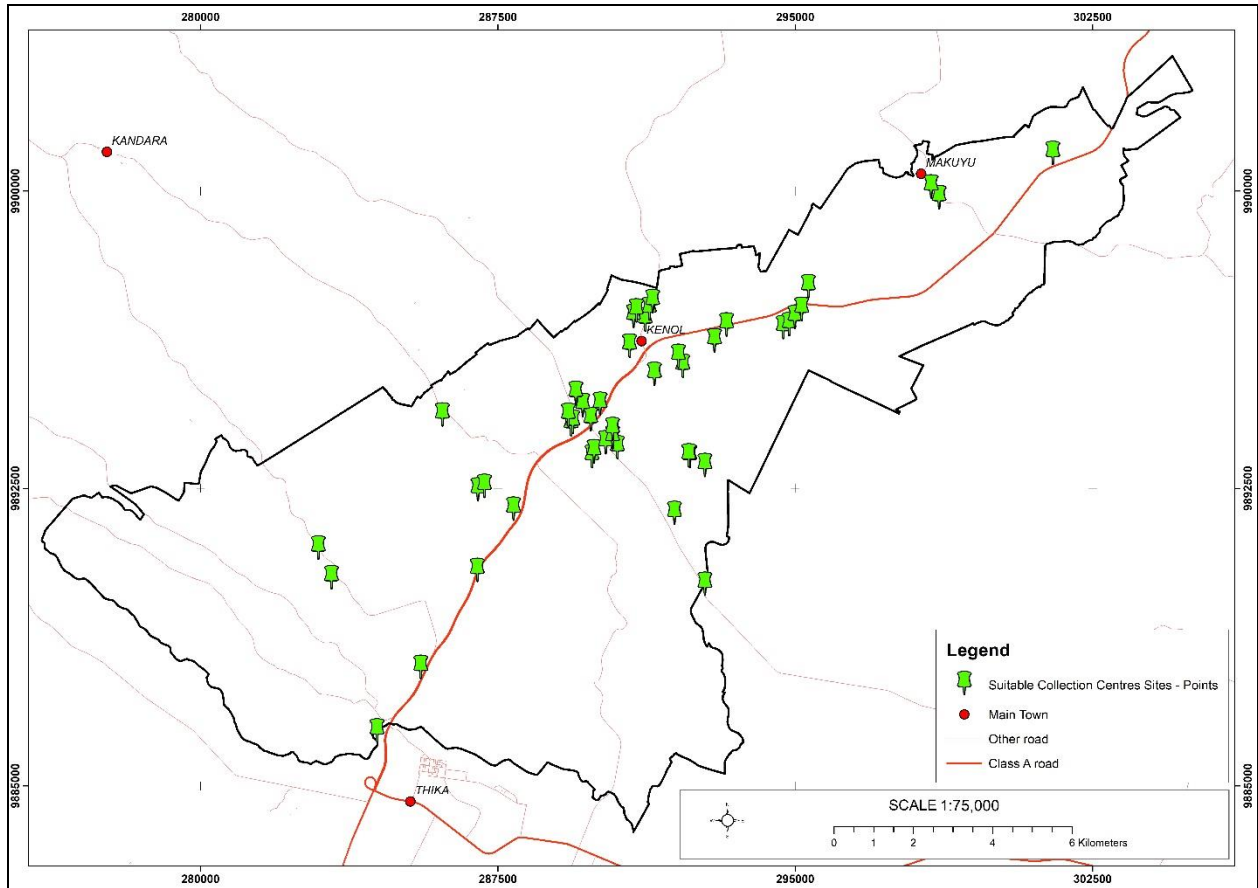 280000 287500 295000 302500
KANDARA
MAKUYU
9900000 9900000
KENOL
9892500 9892500
Legend
Suitable Collection Centres Sites - Points
Main Town
Other road
Class A road
9885000 9885000
THIKA
SCALE 1:75,000
0 1 2 4 6 Kilometers
280000 287500 295000 302500